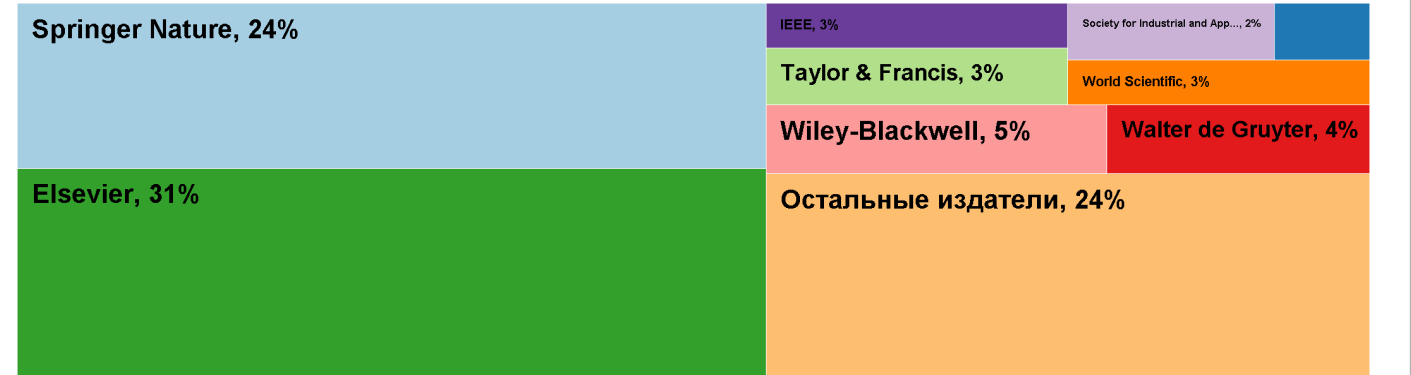 Springer Nature, 24%
IEEE, 3%
Society for Industrial and App..., 2%
Taylor & Francis, 3%
World Scientific, 3%
Wiley-Blackwell, 5%
Walter de Gruyter, 4%
Elsevier, 31%
Остальные издатели, 24%